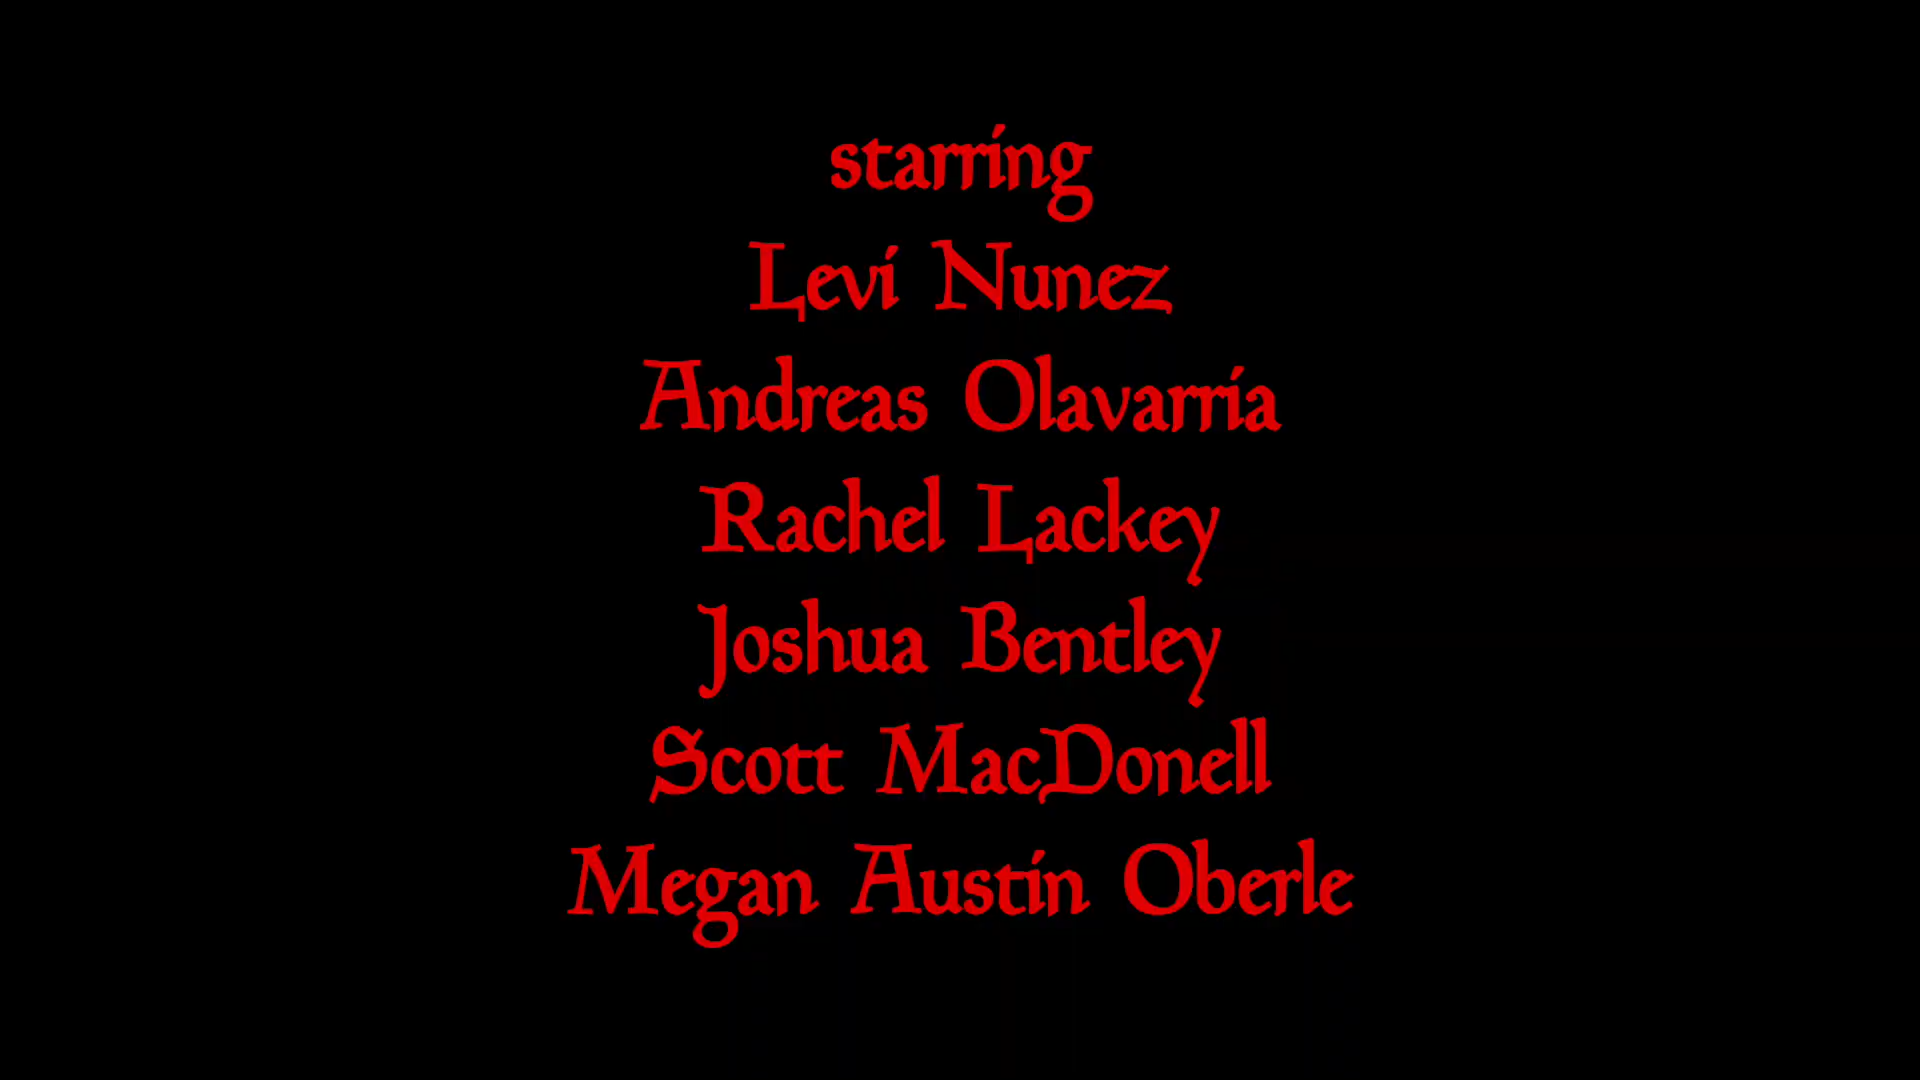 starring
Levi Nunez
Andreas Olavarria
Rachel Lackey
Joshua Bentley
Scott MacDonell
Megan Austin Oberle